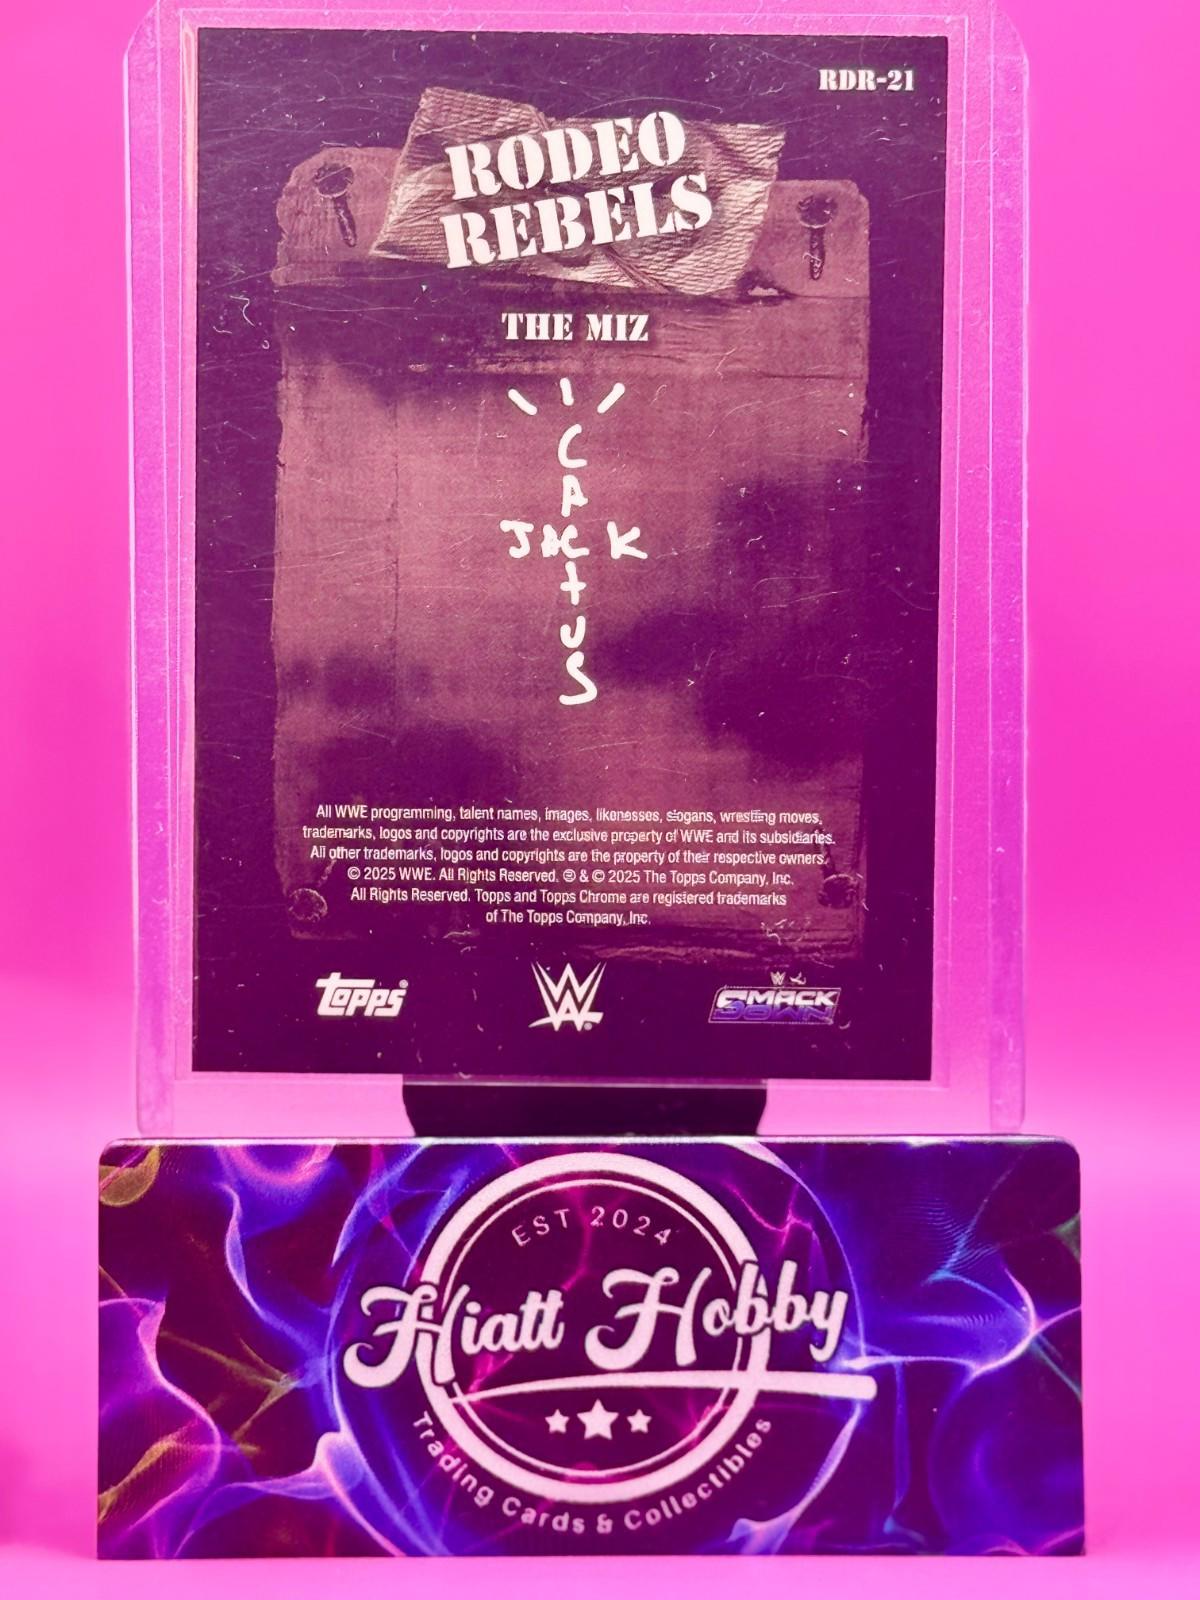 RDR-21
RODEO
REBELS
THE MIZ
C
A
JACK
T
U
S
All WWE programming, talent names, images, likenesses, slogans, wrestling moves,
trademarks, logos and copyrights are the exclusive property of WWE and its subsidiaries.
All other trademarks, logos and copyrights are the property of their respective owners.
© 2025 WWE. All Rights Reserved. ® & © 2025 The Topps Company, Inc.
All Rights Reserved. Topps and Topps Chrome are registered trademarks
of The Topps Company, Inc.
topps® W ® W SMACK
DOWN
EST 2024
Hiatt Hobby
Trading Cards & Collectibles